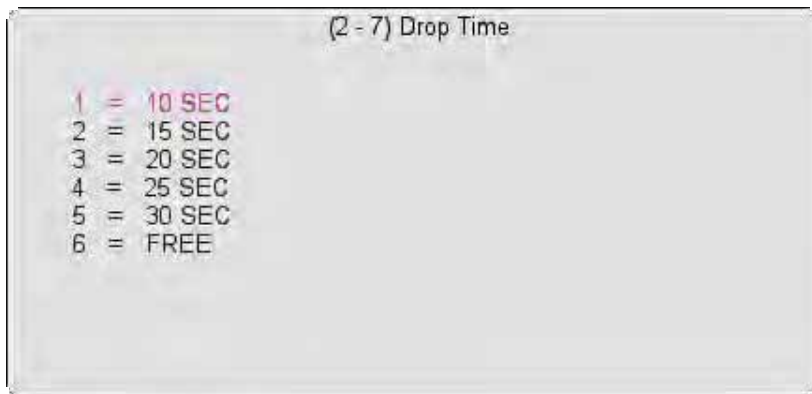 (2 - 7) Drop Time
1 = 10 SEC
2 = 15 SEC
3 = 20 SEC
4 = 25 SEC
5 = 30 SEC
6 = FREE